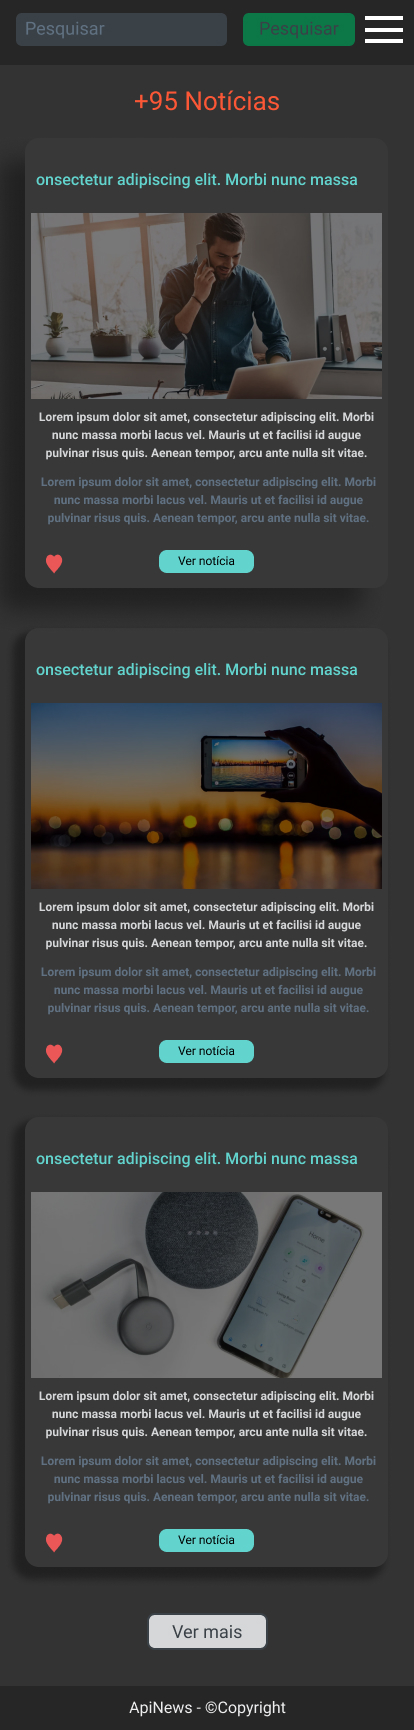 Pesquisar
Pesquisar
+95 Notícias
onsectetur adipiscing elit. Morbi nunc massa
Lorem ipsum dolor sit amet, consectetur adipiscing elit. Morbi
nunc massa morbi lacus vel. Mauris ut et facilisi id augue
pulvinar risus quis. Aenean tempor, arcu ante nulla sit vitae.
Lorem ipsum dolor sit amet, consectetur adipiscing elit. Morbi
nunc massa morbi lacus vel. Mauris ut et facilisi id augue
pulvinar risus quis. Aenean tempor, arcu ante nulla sit vitae.
Ver notícia
onsectetur adipiscing elit. Morbi nunc massa
Lorem ipsum dolor sit amet, consectetur adipiscing elit. Morbi
nunc massa morbi lacus vel. Mauris ut et facilisi id augue
pulvinar risus quis. Aenean tempor, arcu ante nulla sit vitae.
Lorem ipsum dolor sit amet, consectetur adipiscing elit. Morbi
nunc massa morbi lacus vel. Mauris ut et facilisi id augue
pulvinar risus quis. Aenean tempor, arcu ante nulla sit vitae.
Ver notícia
onsectetur adipiscing elit. Morbi nunc massa
Lorem ipsum dolor sit amet, consectetur adipiscing elit. Morbi
nunc massa morbi lacus vel. Mauris ut et facilisi id augue
pulvinar risus quis. Aenean tempor, arcu ante nulla sit vitae.
Lorem ipsum dolor sit amet, consectetur adipiscing elit. Morbi
nunc massa morbi lacus vel. Mauris ut et facilisi id augue
pulvinar risus quis. Aenean tempor, arcu ante nulla sit vitae.
Ver notícia
Ver mais
ApiNews - ©Copyright